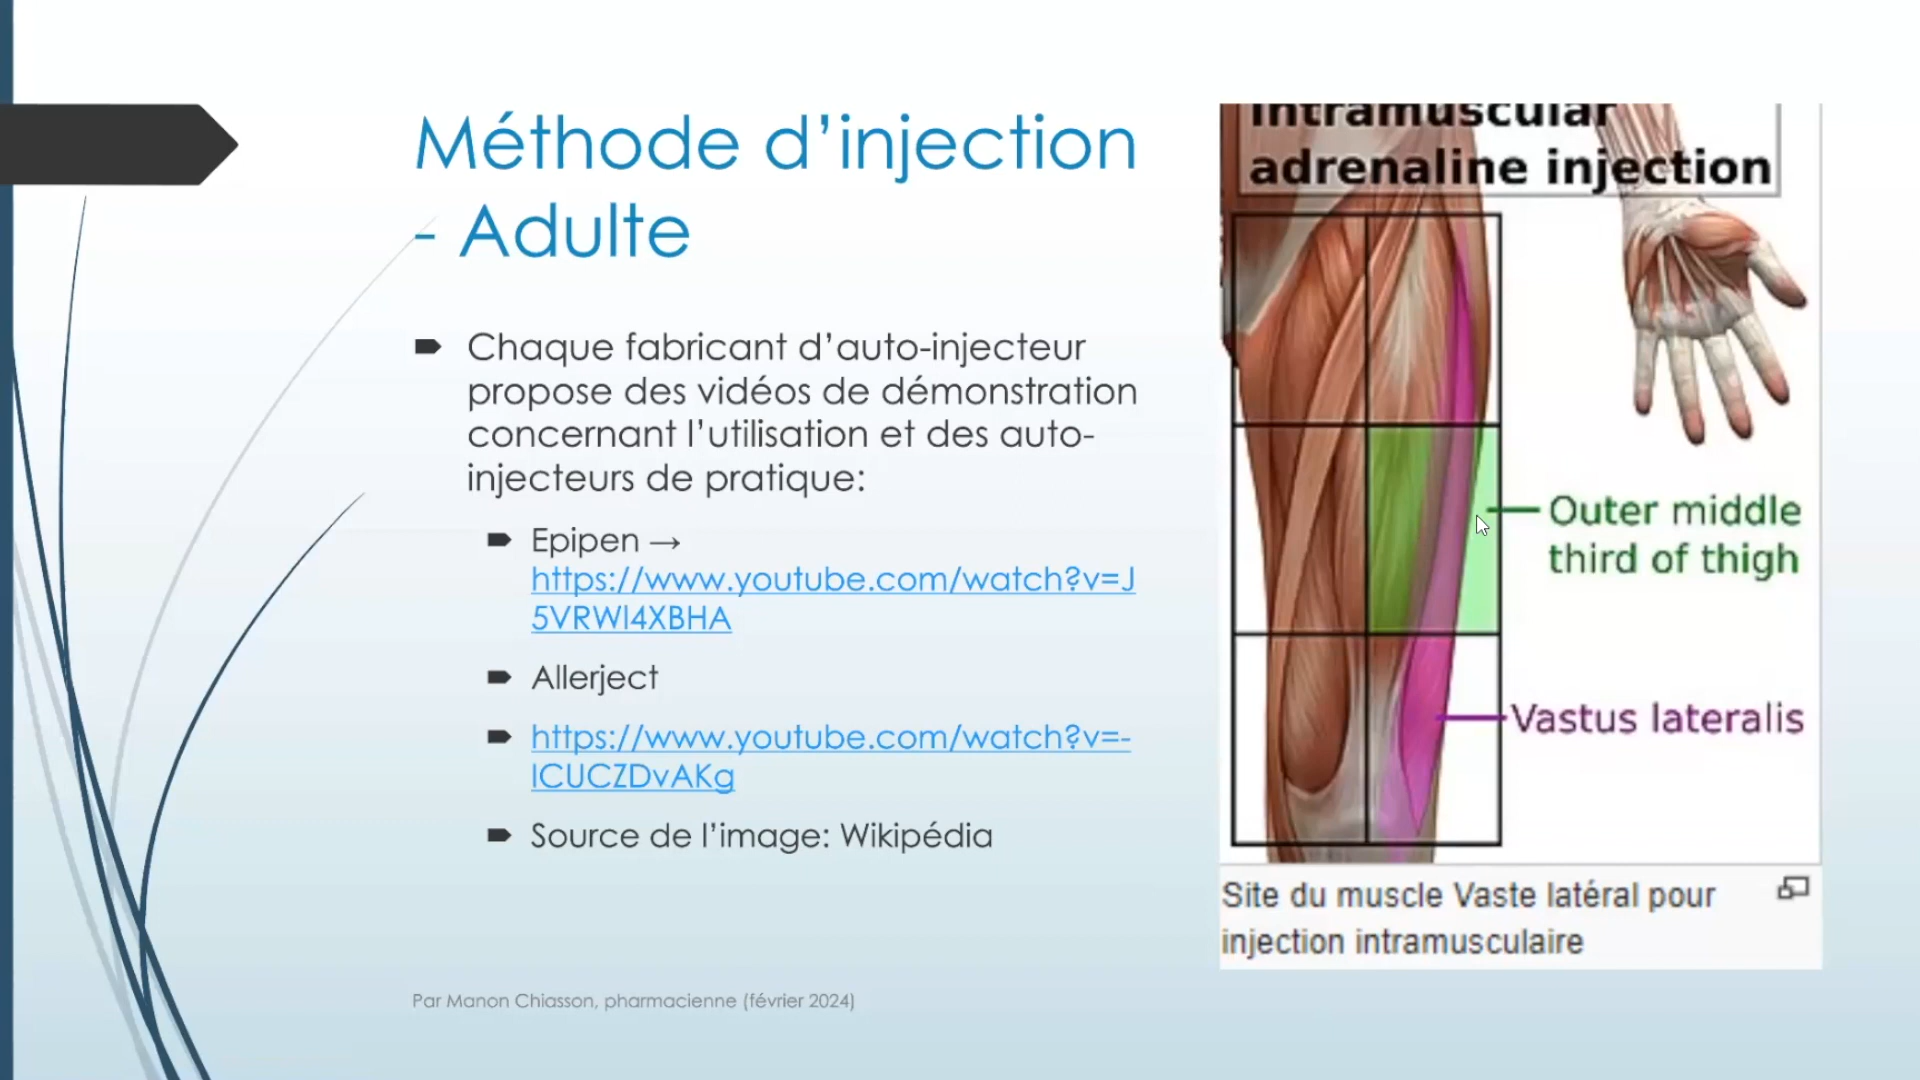 Méthode d’injection
- Adulte
Chaque fabricant d’auto-injecteur
propose des vidéos de démonstration
concernant l’utilisation et des auto-
injecteurs de pratique:
Epipen →
https://www.youtube.com/watch?v=J
5VRWl4XBHA
Allerject
https://www.youtube.com/watch?v=-
ICUCZDvAKg
Source de l’image: Wikipédia
Par Manon Chiasson, pharmacienne (février 2024)
Intramuscular
adrenaline injection
Outer middle
third of thigh
Vastus lateralis
Site du muscle Vaste latéral pour
injection intramusculaire